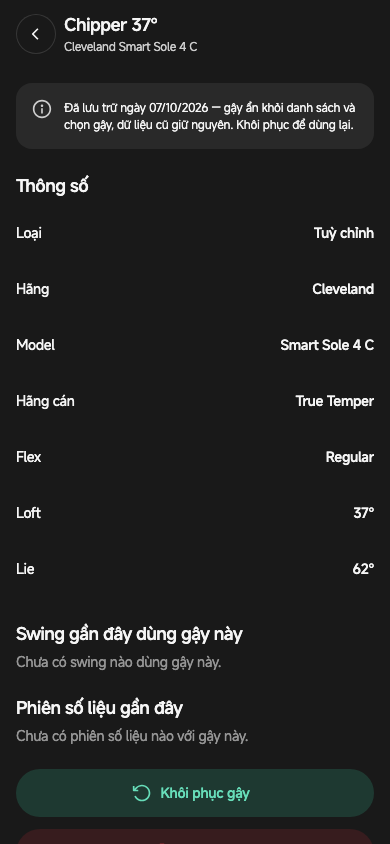 Chipper 37°
Cleveland Smart Sole 4 C
Đã lưu trữ ngày 07/10/2026 — gậy ẩn khỏi danh sách và
chọn gậy, dữ liệu cũ giữ nguyên. Khôi phục để dùng lại.
Thông số
Loại Tuỳ chỉnh
Hãng Cleveland
Model Smart Sole 4 C
Hãng cán True Temper
Flex Regular
Loft 37°
Lie 62°
Swing gần đây dùng gậy này
Chưa có swing nào dùng gậy này.
Phiên số liệu gần đây
Chưa có phiên số liệu nào với gậy này.
Khôi phục gậy